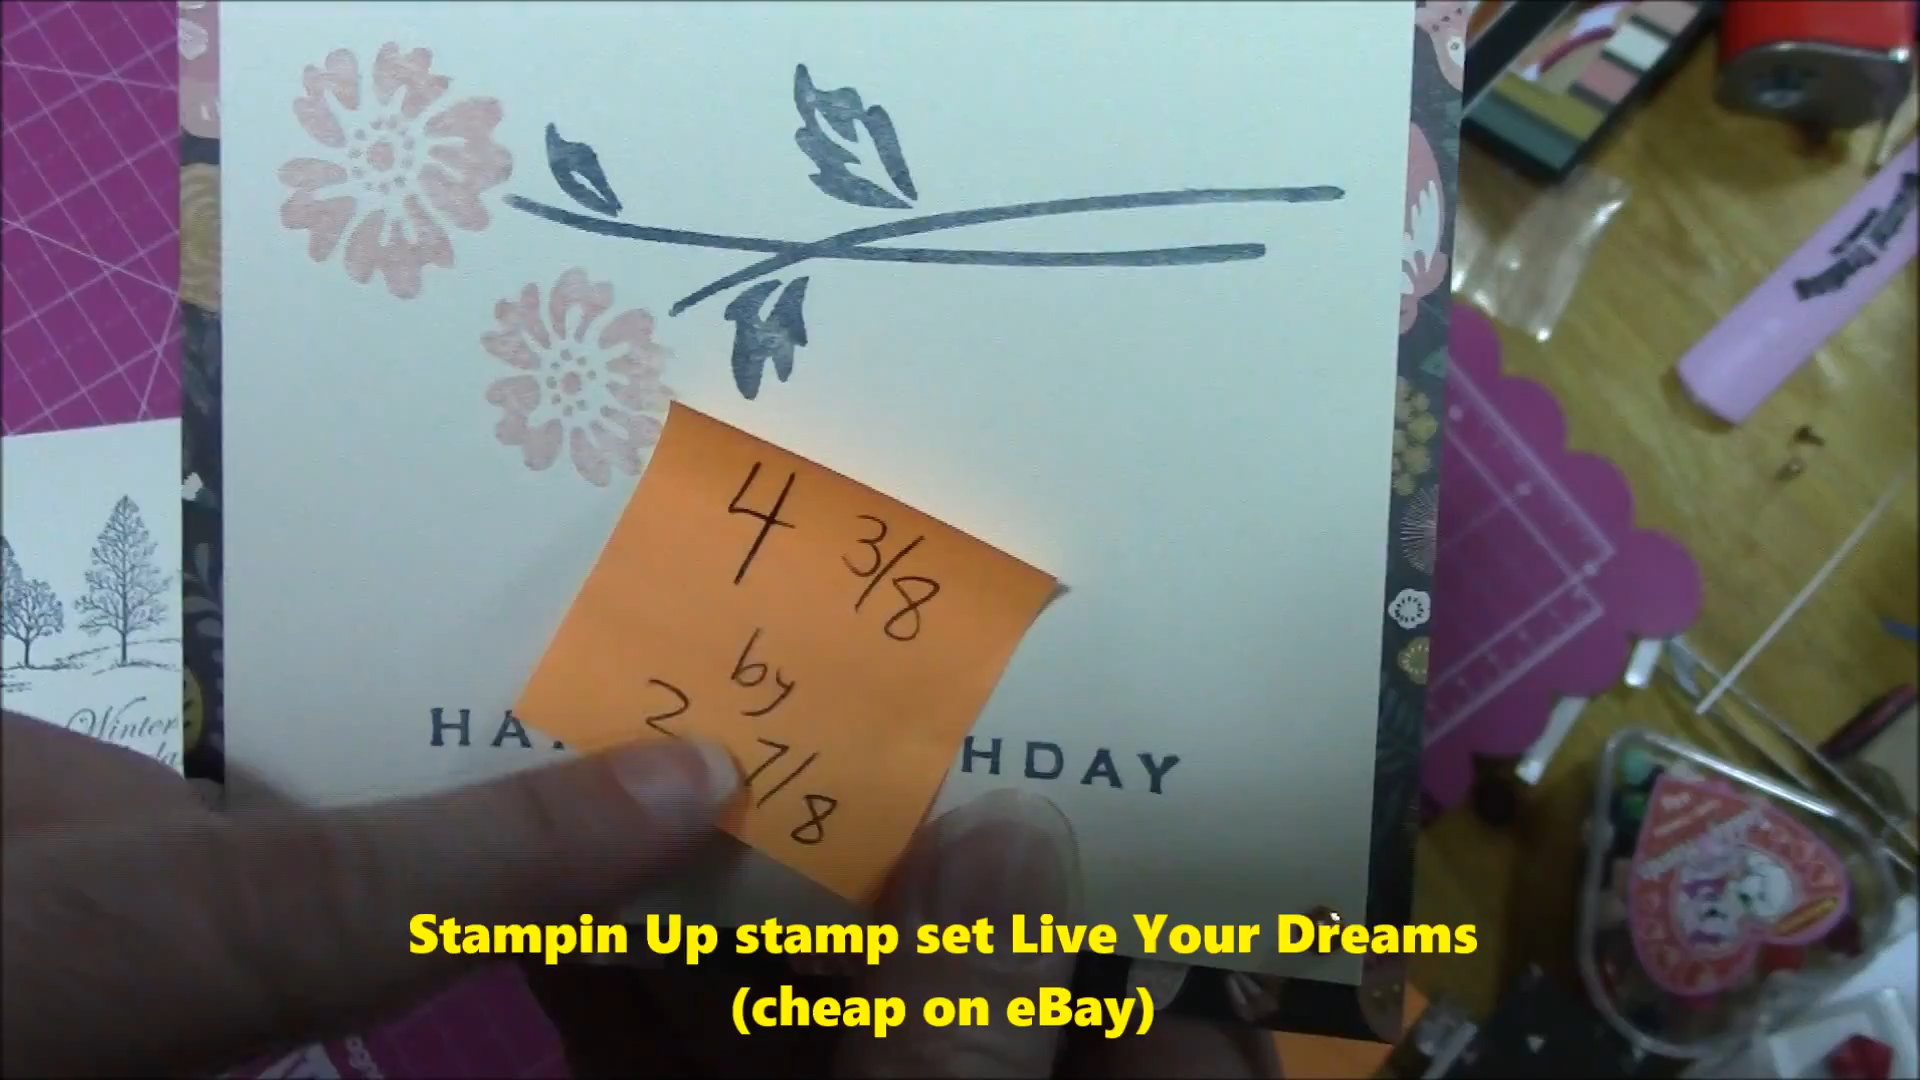 4 3/8
by
2 7/8
HA
HDAY
Winter
Stampin Up stamp set Live Your Dreams
(cheap on eBay)